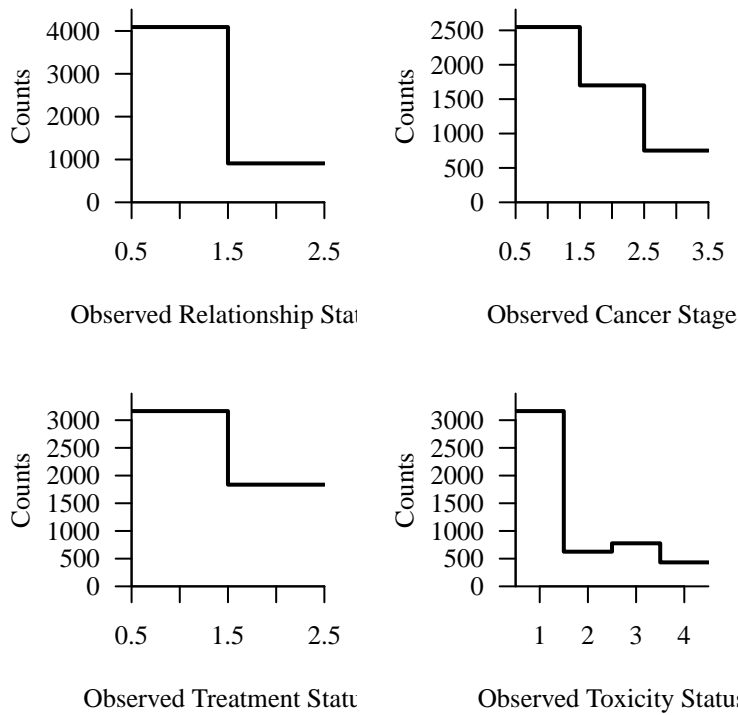 4000
3000
2000
1000
0
Counts
0.5 1.5 2.5
Observed Relationship Stat
2500
2000
1500
1000
500
0
Counts
0.5 1.5 2.5 3.5
Observed Cancer Stage
3000
2500
2000
1500
1000
500
0
Counts
0.5 1.5 2.5
Observed Treatment Statu
3000
2500
2000
1500
1000
500
0
Counts
1 2 3 4
Observed Toxicity Status